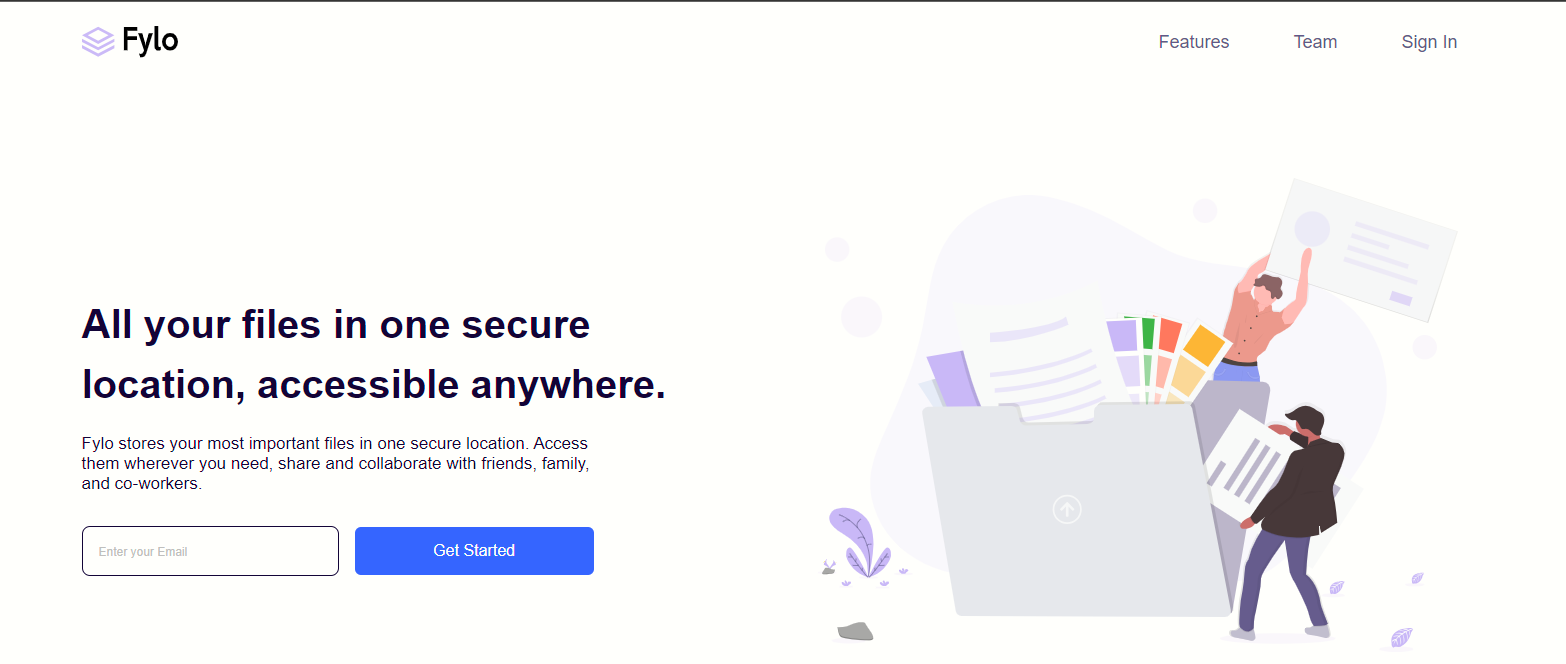 Fylo
Features
Team
Sign In
All your files in one secure
location, accessible anywhere.
Fylo stores your most important files in one secure location. Access
them wherever you need, share and collaborate with friends, family,
and co-workers.
Enter your Email
Get Started